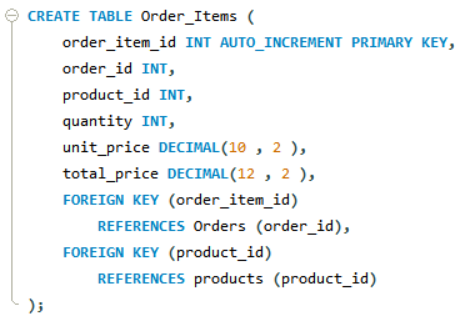 CREATE TABLE Order_Items (
order_item_id INT AUTO_INCREMENT PRIMARY KEY,
order_id INT,
product_id INT,
quantity INT,
unit_price DECIMAL(10 , 2 ),
total_price DECIMAL(12 , 2 ),
FOREIGN KEY (order_item_id)
REFERENCES Orders (order_id),
FOREIGN KEY (product_id)
REFERENCES products (product_id)
);